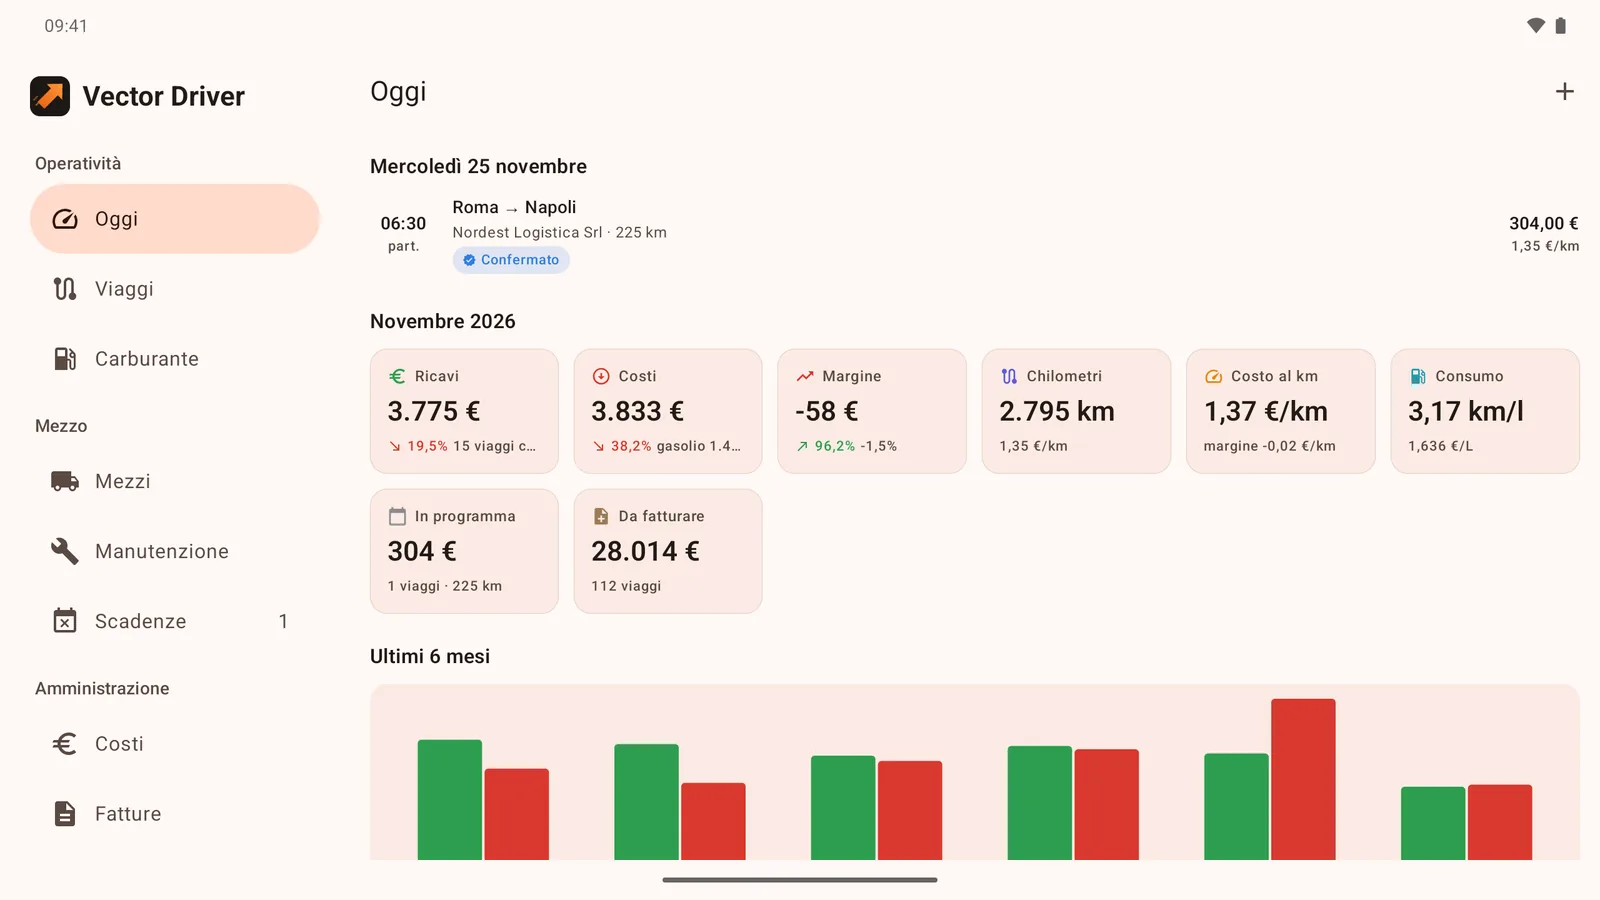 09:41
Vector Driver
Operatività
Oggi
Viaggi
Carburante
Mezzo
Mezzi
Manutenzione
Scadenze 1
Amministrazione
Costi
Fatture
Oggi
Mercoledì 25 novembre
06:30
part.
Roma → Napoli
Nordest Logistica Srl · 225 km
Confermato
304,00 €
1,35 €/km
Novembre 2026
Ricavi
3.775 €
↘ 19,5% 15 viaggi c…
Costi
3.833 €
↘ 38,2% gasolio 1.4…
Margine
-58 €
↗ 96,2% -1,5%
Chilometri
2.795 km
1,35 €/km
Costo al km
1,37 €/km
margine -0,02 €/km
Consumo
3,17 km/l
1,636 €/L
In programma
304 €
1 viaggi · 225 km
Da fatturare
28.014 €
112 viaggi
Ultimi 6 mesi